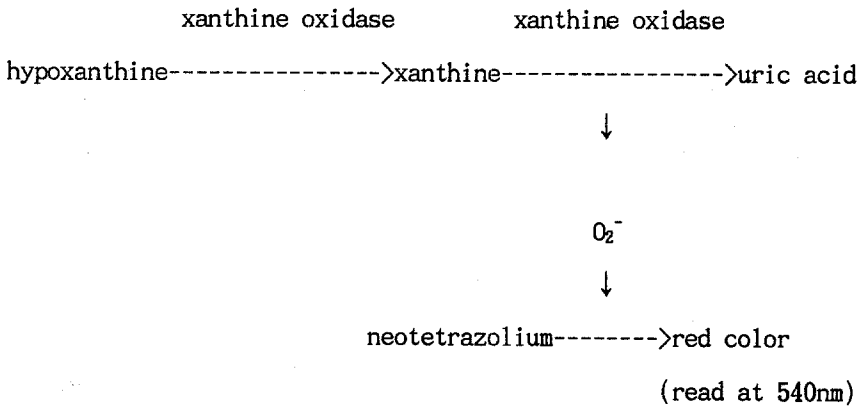 xanthine oxidase xanthine oxidase
hypoxanthine---------------->xanthine----------------->uric acid
↓
O₂⁻
↓
neotetrazolium-------->red color
(read at 540nm)